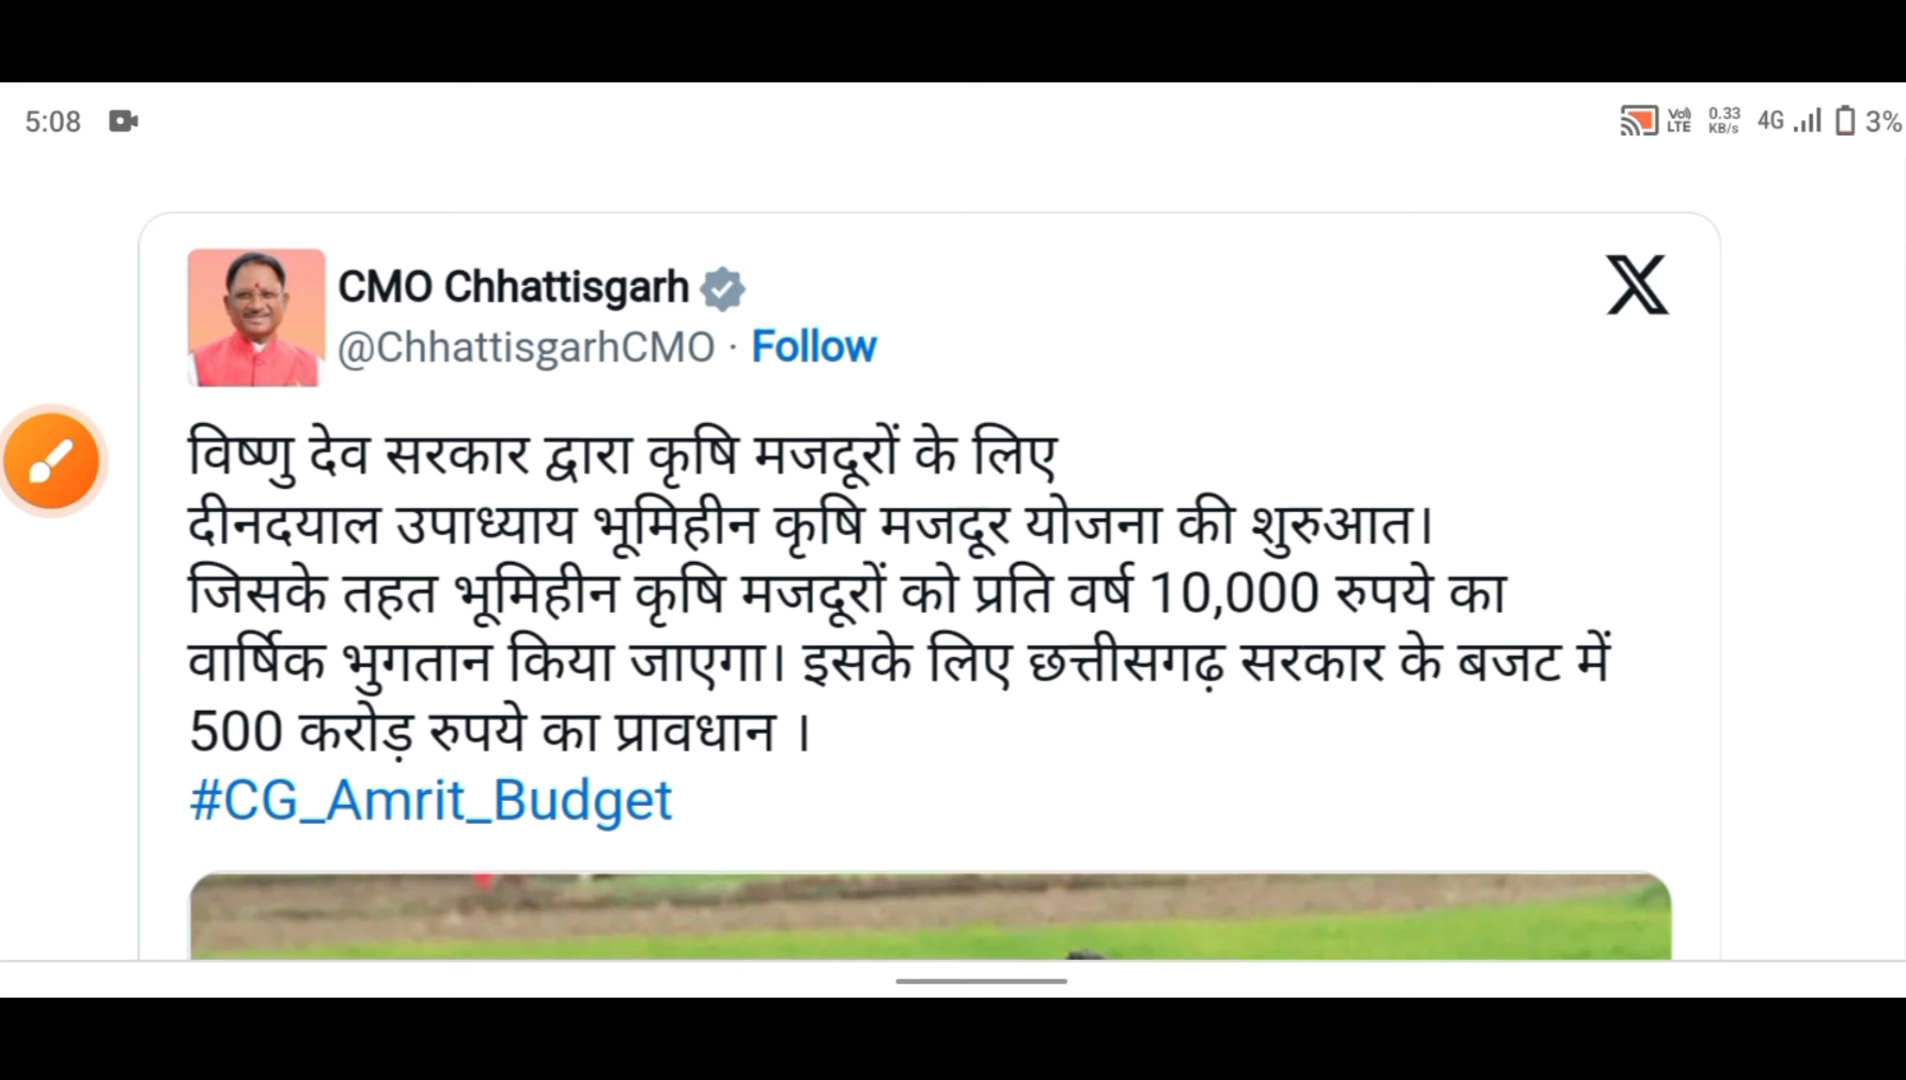 5:08
Vo)) LTE 0.33 KB/s 4G 3%
CMO Chhattisgarh
@ChhattisgarhCMO · Follow
विष्णु देव सरकार द्वारा कृषि मजदूरों के लिए
दीनदयाल उपाध्याय भूमिहीन कृषि मजदूर योजना की शुरुआत।
जिसके तहत भूमिहीन कृषि मजदूरों को प्रति वर्ष 10,000 रुपये का
वार्षिक भुगतान किया जाएगा। इसके लिए छत्तीसगढ़ सरकार के बजट में
500 करोड़ रुपये का प्रावधान ।
#CG_Amrit_Budget